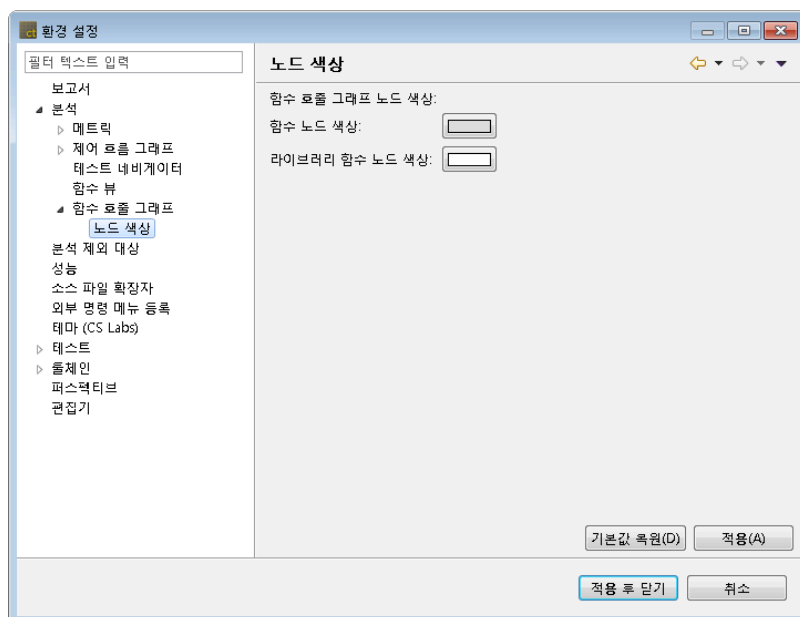 ct 환경 설정
필터 텍스트 입력
보고서
분석
메트릭
제어 흐름 그래프
테스트 네비게이터
함수 뷰
함수 호출 그래프
노드 색상
분석 제외 대상
성능
소스 파일 확장자
외부 명령 메뉴 등록
테마 (CS Labs)
테스트
툴체인
퍼스펙티브
편집기
노드 색상
함수 호출 그래프 노드 색상:
함수 노드 색상:
라이브러리 함수 노드 색상:
기본값 복원(D) 적용(A)
적용 후 닫기 취소